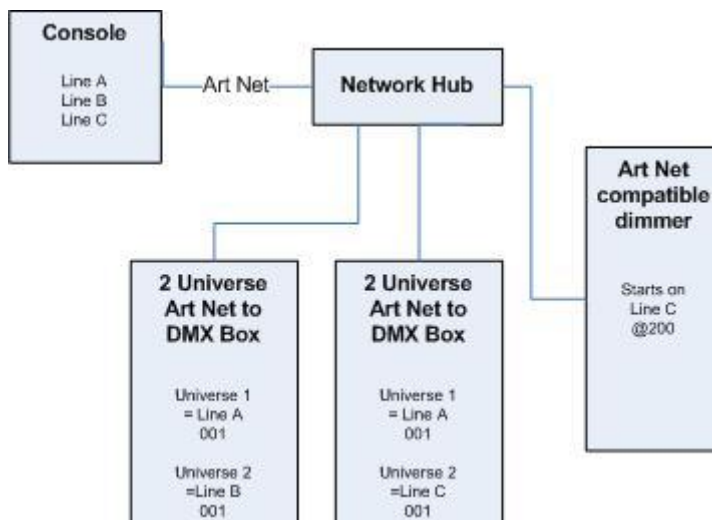 Console
Line A
Line B
Line C
Art Net
Network Hub
Art Net
compatible
dimmer
Starts on
Line C
@200
2 Universe
Art Net to
DMX Box
Universe 1
= Line A
001
Universe 2
=Line B
001
2 Universe
Art Net to
DMX Box
Universe 1
= Line A
001
Universe 2
=Line C
001